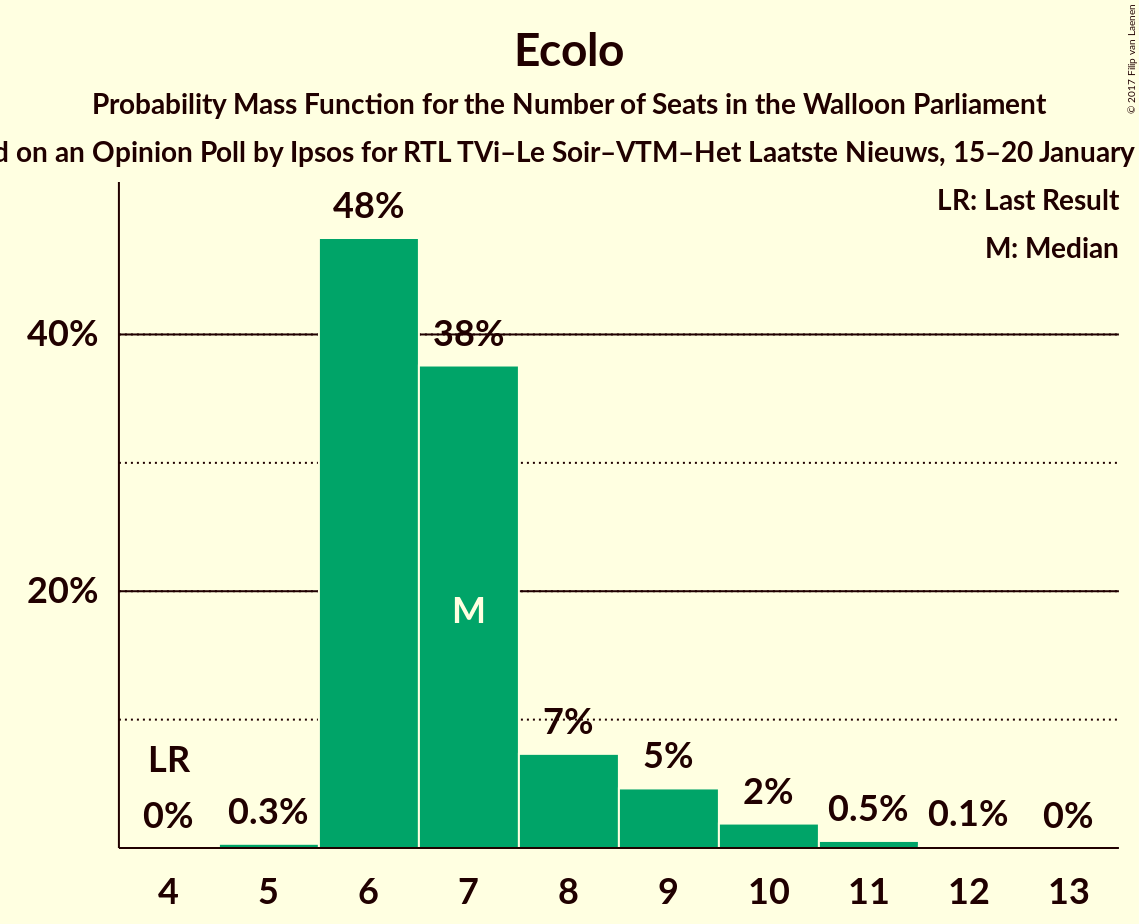 Ecolo
Probability Mass Function for the Number of Seats in the Walloon Parliament
on an Opinion Poll by Ipsos for RTL TVi–Le Soir–VTM–Het Laatste Nieuws, 15–20 January
© 2017 Filip van Laenen
LR: Last Result
M: Median
48%
40%
38%
20%
M
7%
5%
LR
2%
0%
0.3%
0.5%
0.1%
0%
4 5 6 7 8 9 10 11 12 13